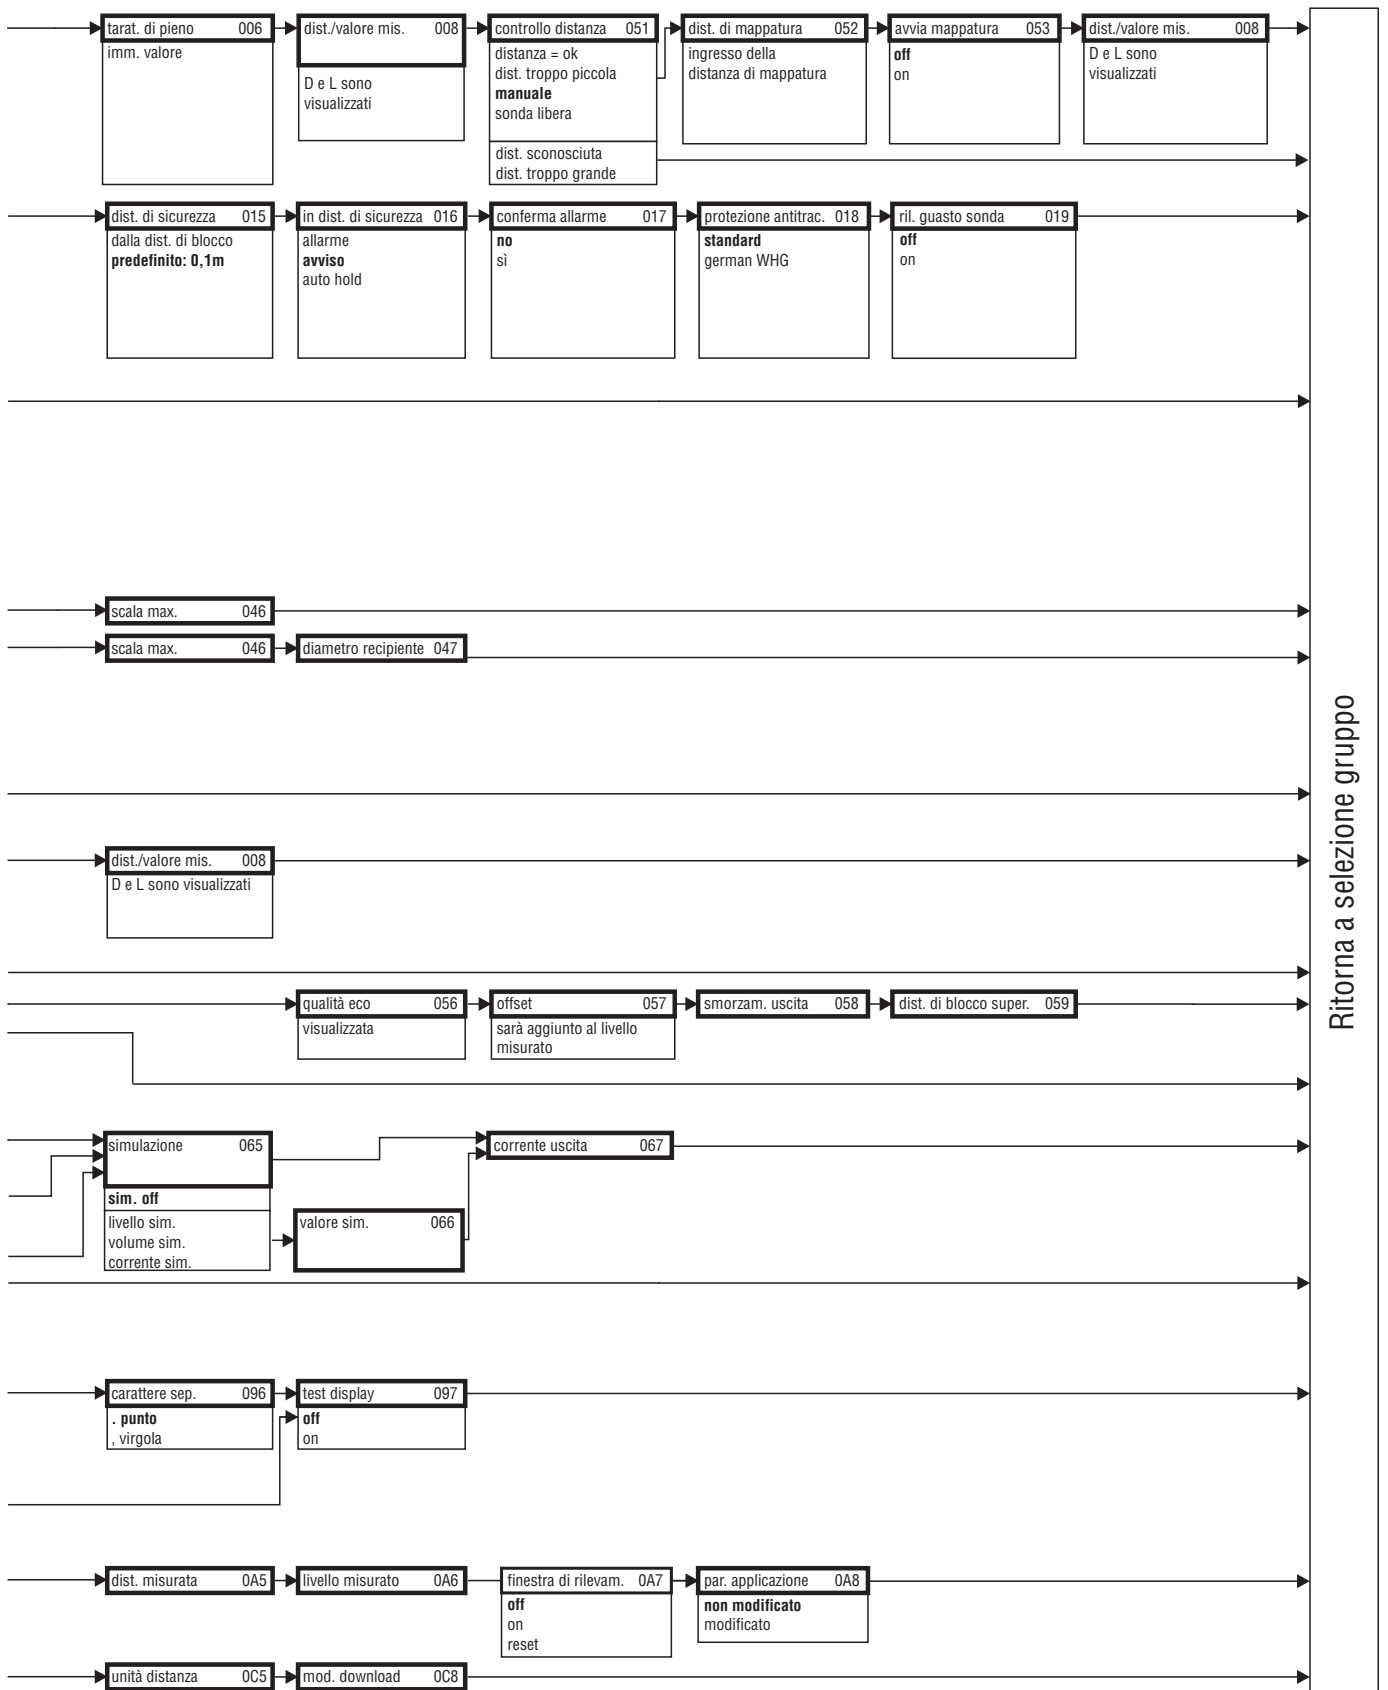 tarat. di pieno 006
imm. valore
dist./valore mis. 008
D e L sono
visualizzati
controllo distanza 051
distanza = ok
dist. troppo piccola
manuale
sonda libera
dist. sconosciuta
dist. troppo grande
dist. di mappatura 052
ingresso della
distanza di mappatura
avvia mappatura 053
off
on
dist./valore mis. 008
D e L sono
visualizzati
dist. di sicurezza 015
dalla dist. di blocco
predefinito: 0,1m
in dist. di sicurezza 016
allarme
avviso
auto hold
conferma allarme 017
no
sì
protezione antitrac. 018
standard
german WHG
ril. guasto sonda 019
off
on
scala max. 046
scala max. 046
diametro recipiente 047
dist./valore mis. 008
D e L sono visualizzati
qualità eco 056
visualizzata
offset 057
sarà aggiunto al livello
misurato
smorzam. uscita 058
dist. di blocco super. 059
simulazione 065
sim. off
livello sim.
volume sim.
corrente sim.
valore sim. 066
corrente uscita 067
carattere sep. 096
. punto
, virgola
test display 097
off
on
dist. misurata 0A5
livello misurato 0A6
finestra di rilevam. 0A7
off
on
reset
par. applicazione 0A8
non modificato
modificato
unità distanza 0C5
mod. download 0C8
Ritorna a selezione gruppo